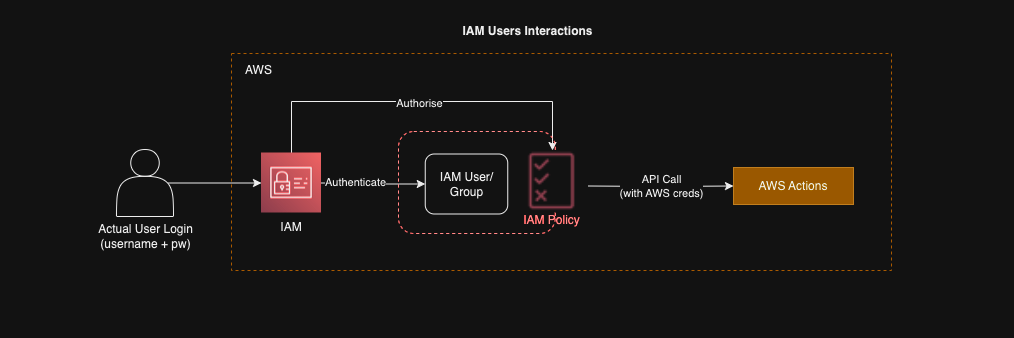 IAM Users Interactions
AWS
Authorise
Authenticate
IAM User/
Group
IAM Policy
IAM
API Call
(with AWS creds)
AWS Actions
Actual User Login
(username + pw)